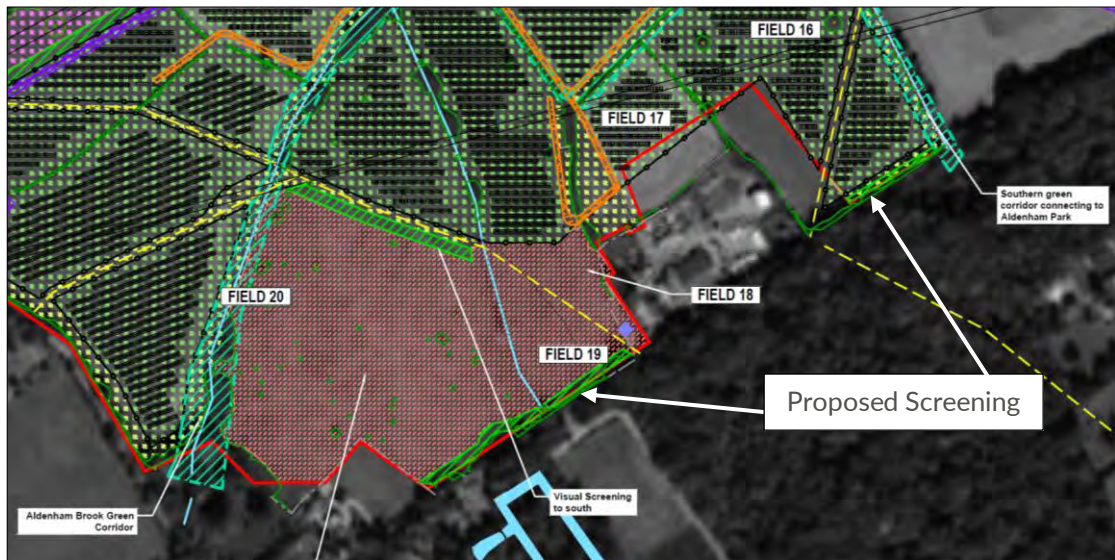 FIELD 16
FIELD 17
Southern green
corridor connecting to
Aldenham Park
FIELD 20
FIELD 18
FIELD 19
Proposed Screening
Visual Screening
to south
Aldenham Brook Green
Corridor